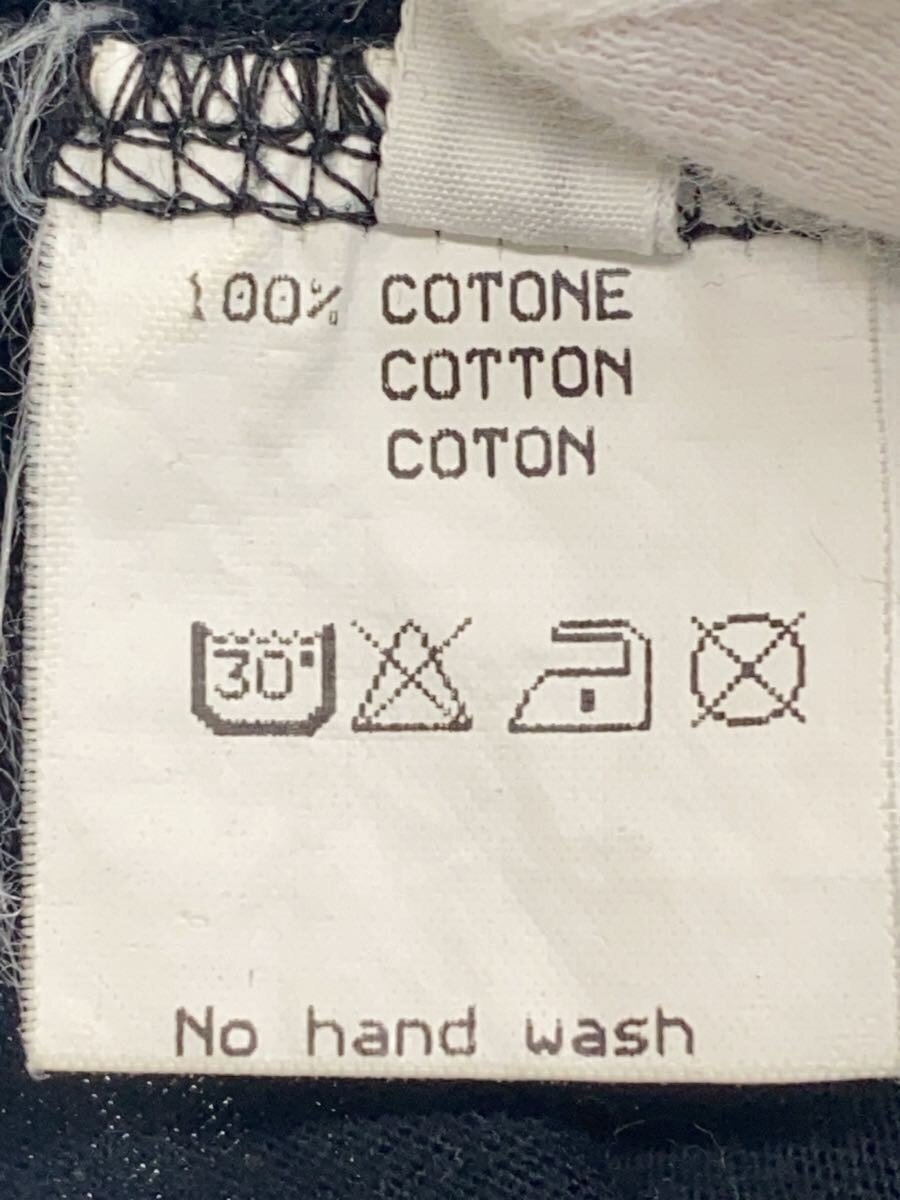 100% COTONE
COTTON
COTON
30°
No hand wash